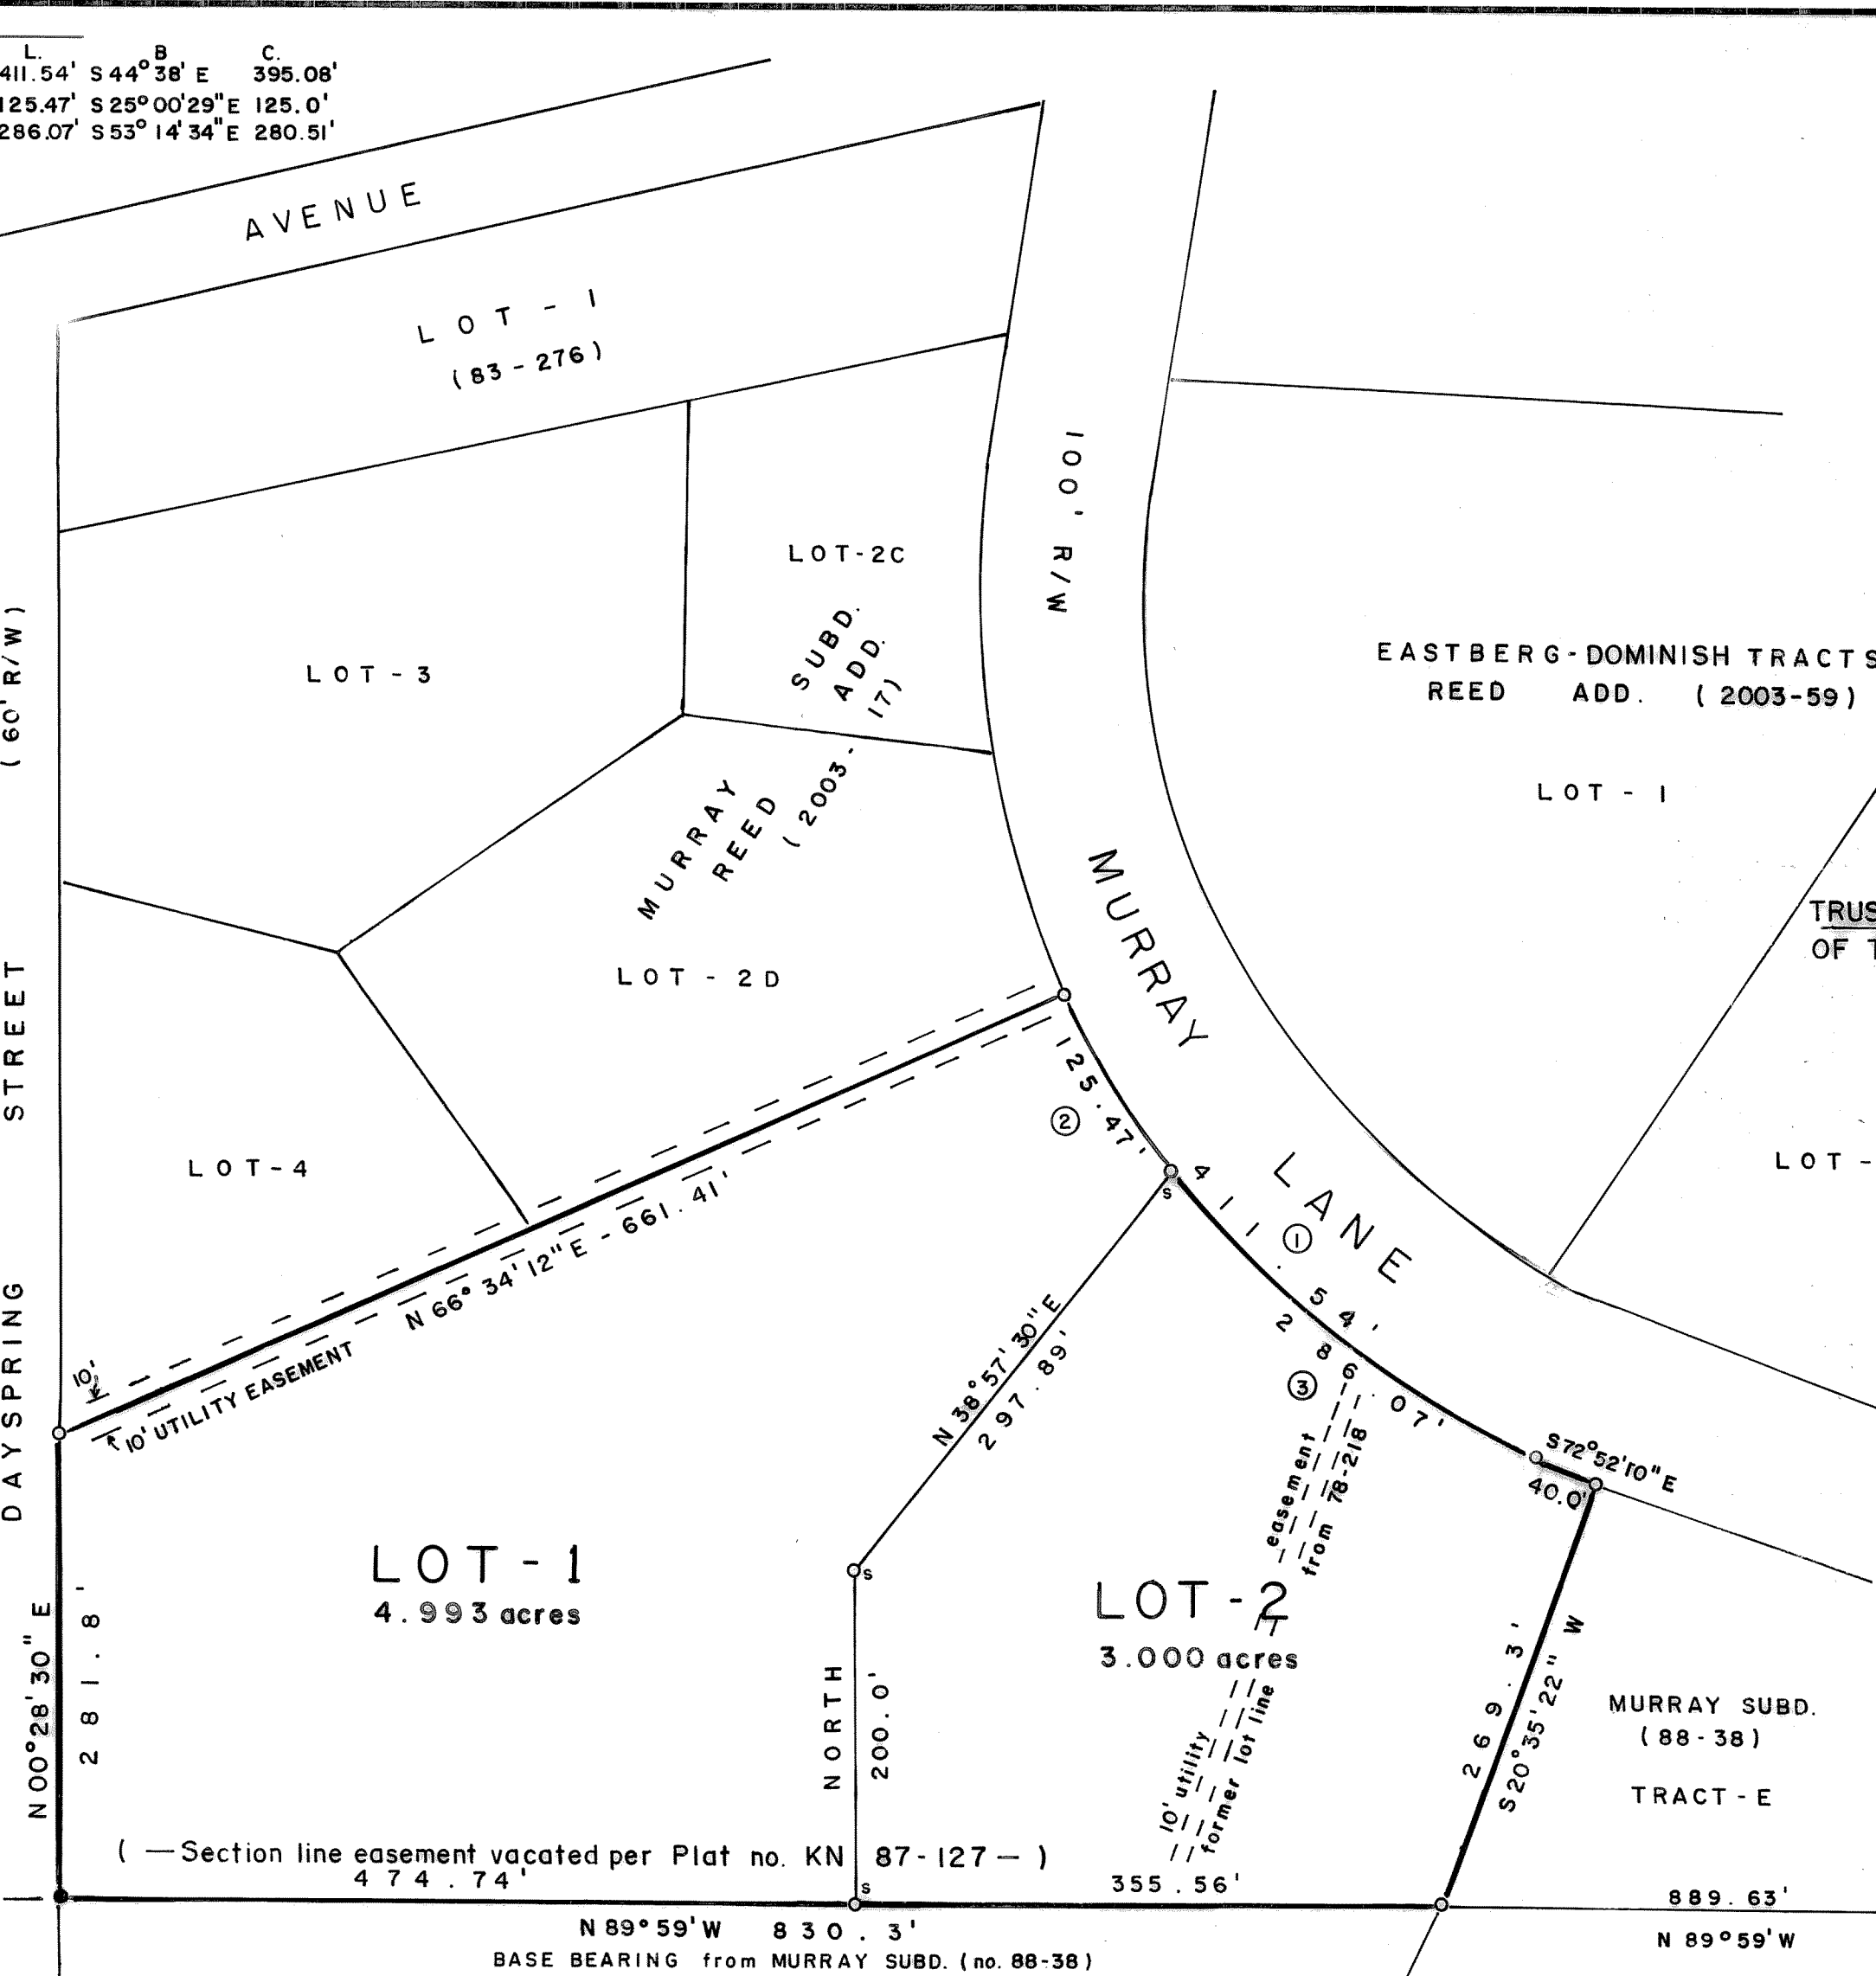 L. B C.
411.54' S 44° 38' E 395.08'
125.47' S 25° 00' 29" E 125.0'
286.07' S 53° 14' 34" E 280.51'
AVENUE
LOT - 1
(83 - 276)
100' R/W
LOT-2C
SUBD.
ADD.
17)
LOT - 3
(60' R/W)
EASTBERG-DOMINISH TRACTS
REED ADD. (2003-59)
LOT - 1
MURRAY
REED
(2003-
MURRAY
LANE
TRUS
OF T
LOT - 2D
STREET
DAYSPRING
LOT-4
LOT -
125.47'
2
S
411.54'
1
N 66° 34' 12" E - 661.41'
10'
10' UTILITY EASEMENT
N 38° 57' 30" E
297.89'
286.07'
3
easement
from 78-218
S 72° 52' 10" E
40.0'
LOT-1
4.993 acres
S
LOT-2
3.000 acres
N 00° 28' 30" E
281.8'
NORTH
200.0'
10' utility
former lot line
269.3'
S 20° 35' 22" W
MURRAY SUBD.
(88-38)
TRACT-E
( —Section line easement vacated per Plat no. KN 87-127— )
474.74'
S
355.56'
889.63'
N 89° 59' W 830.3'
N 89° 59' W
BASE BEARING from MURRAY SUBD. (no. 88-38)